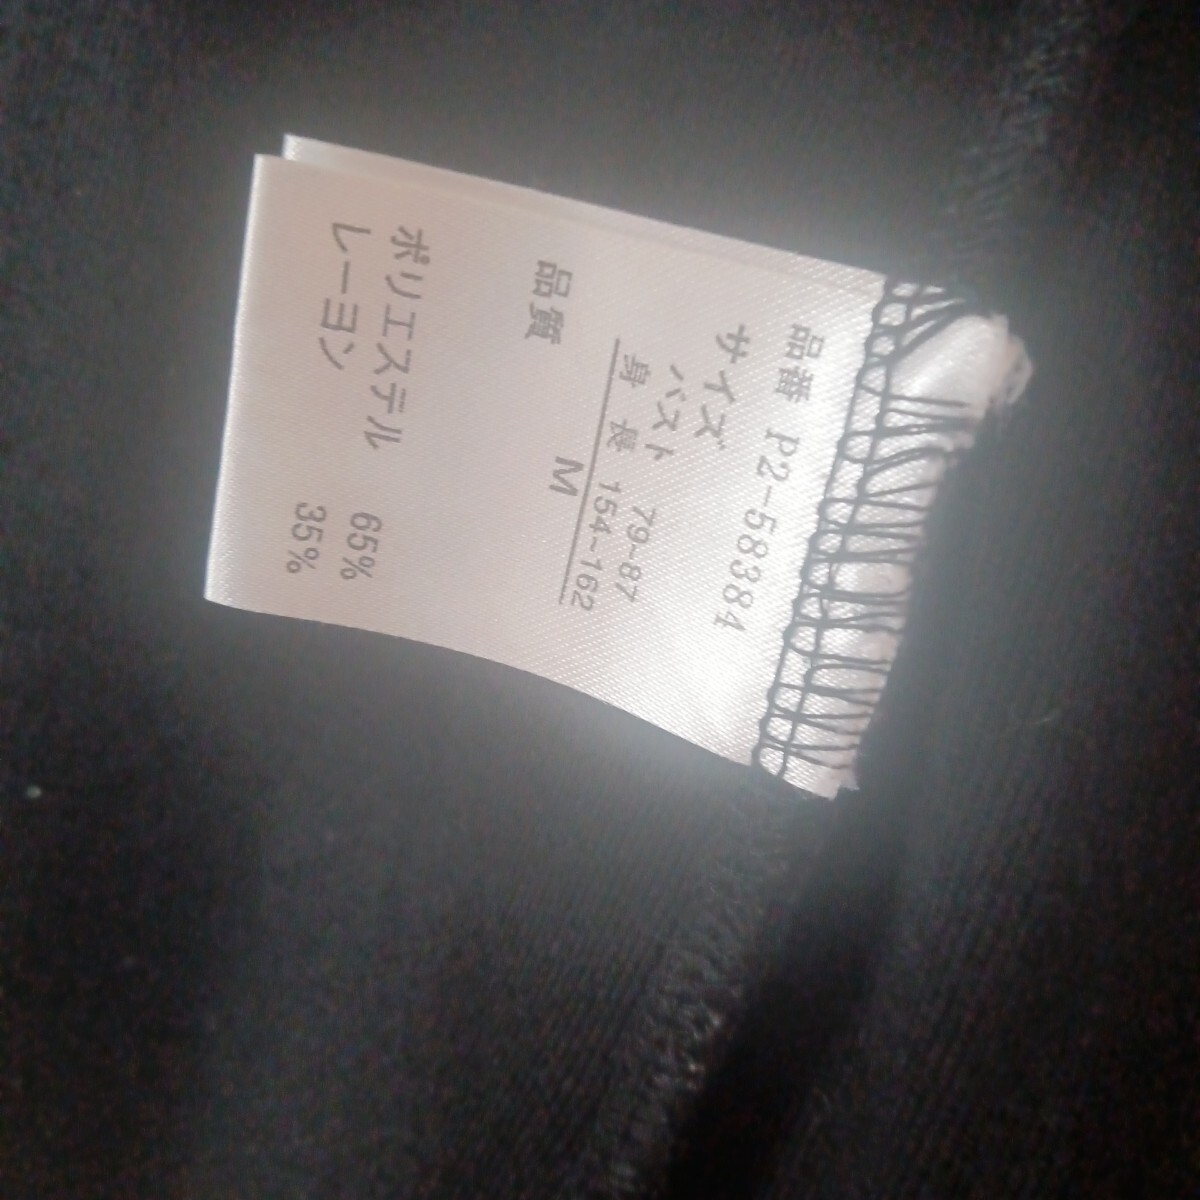 品番 P2-58384
サイズ
バスト 79~87
身長 154~162
M
品質
ポリエステル 65%
レーヨン 35%